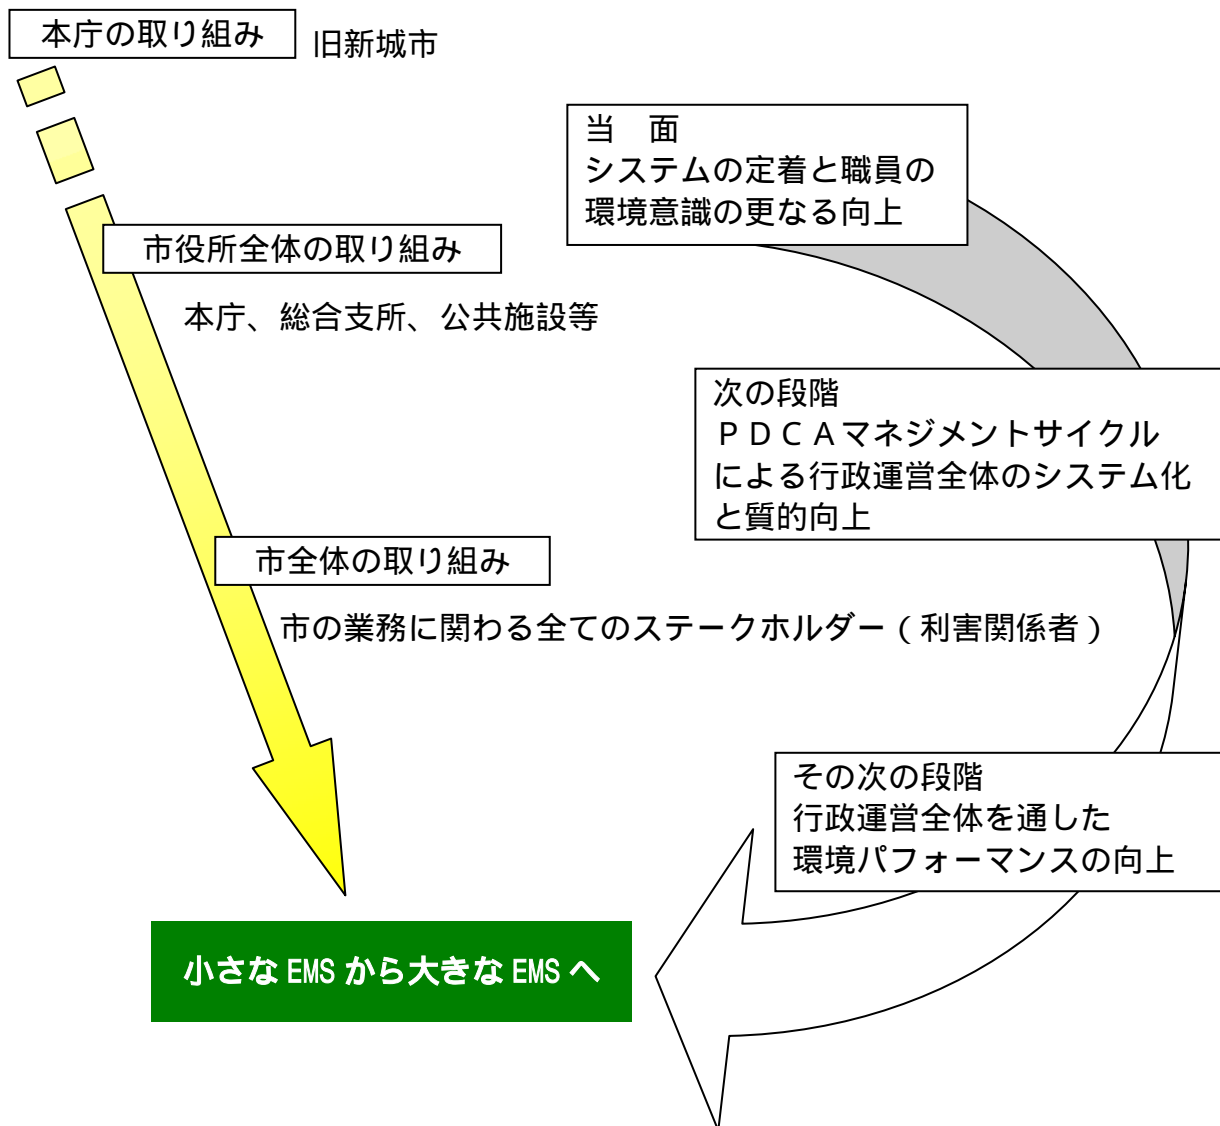 本庁の取り組み
旧新城市
当　面
システムの定着と職員の
環境意識の更なる向上
市役所全体の取り組み
本庁、総合支所、公共施設等
次の段階
ＰＤＣＡマネジメントサイクル
による行政運営全体のシステム化
と質的向上
市全体の取り組み
市の業務に関わる全てのステークホルダー（利害関係者）
その次の段階
行政運営全体を通した
環境パフォーマンスの向上
小さな EMS から大きな EMS へ